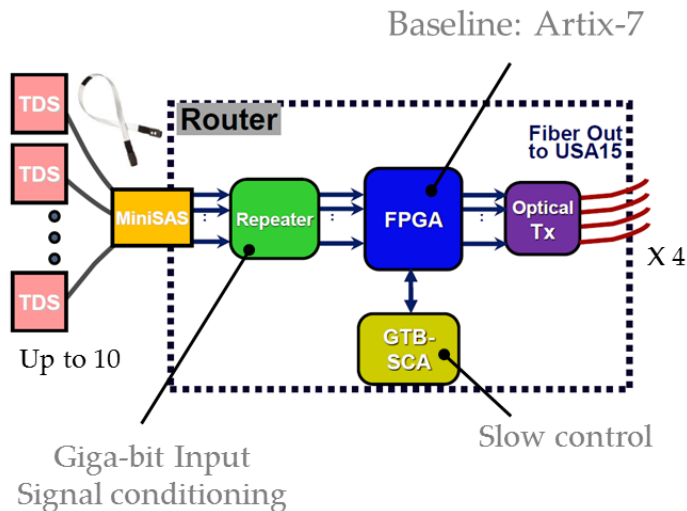 Baseline: Artix-7
TDS
Router
Fiber Out
to USA15
TDS
MiniSAS
:
Repeater
:
FPGA
:
Optical
Tx
X 4
TDS
GTB-
SCA
Up to 10
Slow control
Giga-bit Input
Signal conditioning